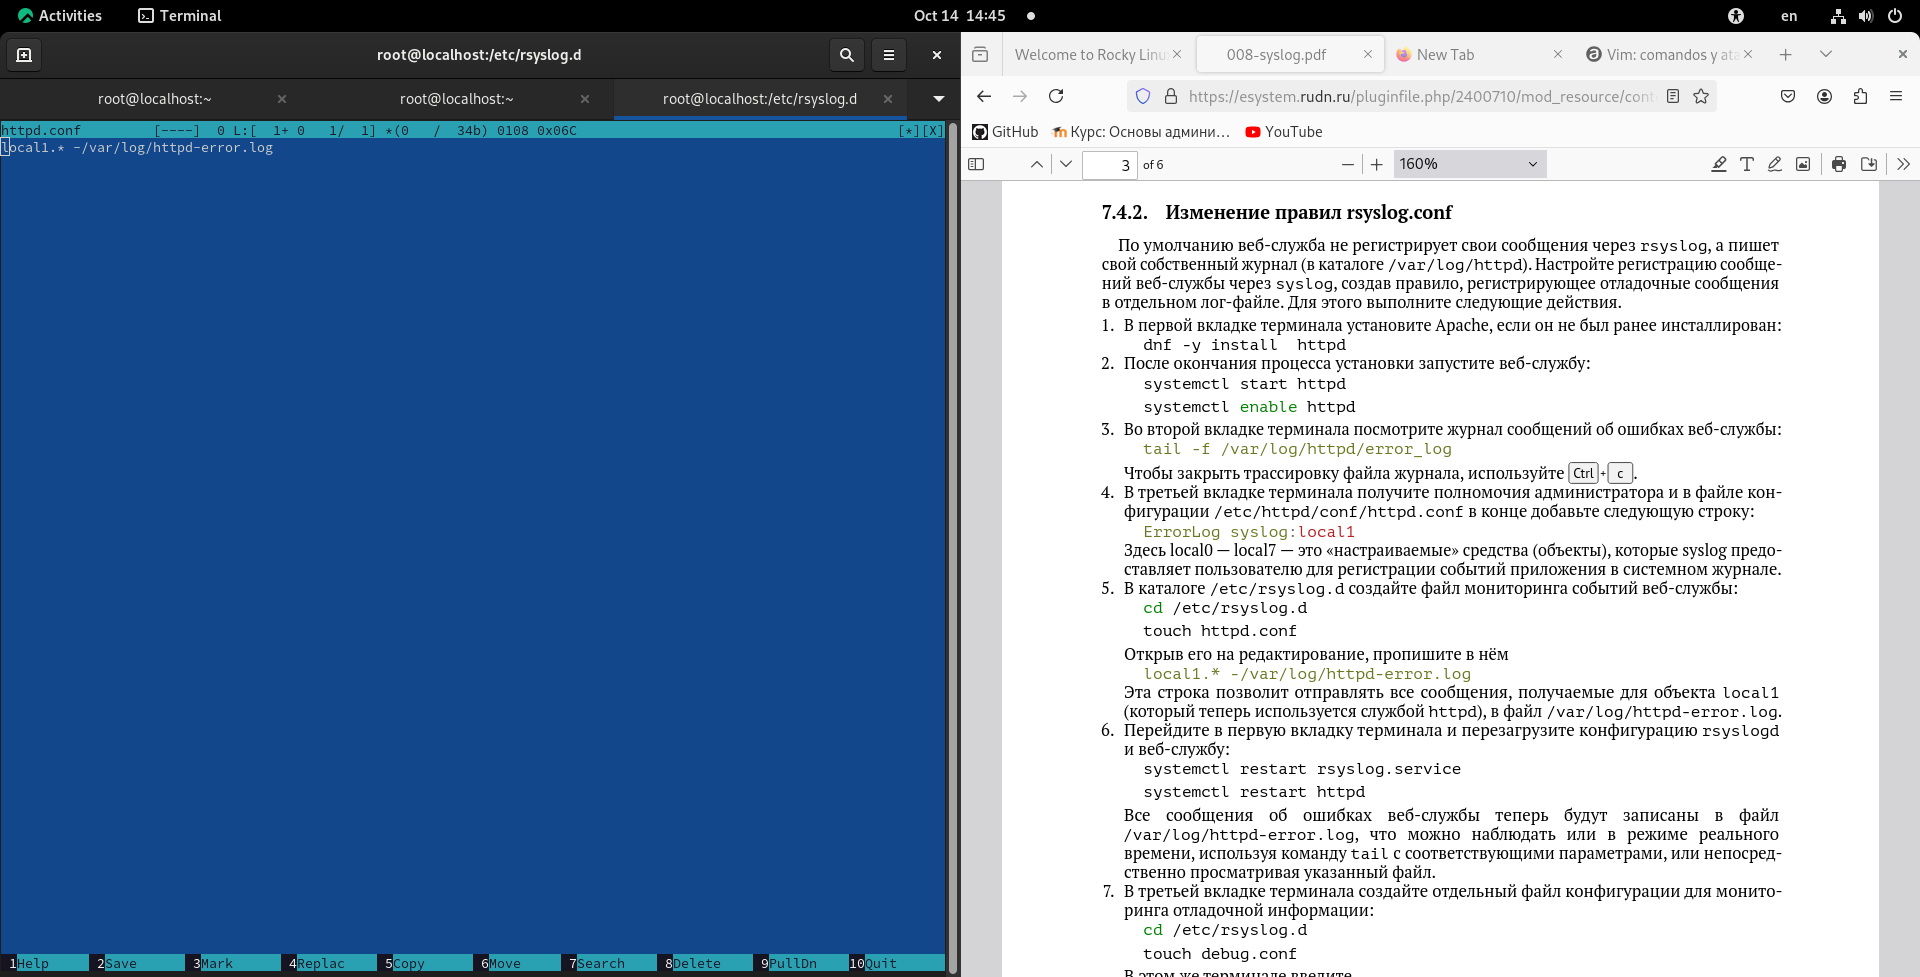 Activities Terminal Oct 14 14:45 en
root@localhost:/etc/rsyslog.d
root@localhost:~ root@localhost:~ root@localhost:/etc/rsyslog.d
httpd.conf [----] 0 L:[ 1+ 0 1/ 1] *(0 / 34b) 0108 0x06C [*][X]
local1.* -/var/log/httpd-error.log
1Help 2Save 3Mark 4Replac 5Copy 6Move 7Search 8Delete 9PullDn 10Quit
Welcome to Rocky Linu 008-syslog.pdf New Tab Vim: comandos y ata
https://esystem.rudn.ru/pluginfile.php/2400710/mod_resource/cont
GitHub Курс: Основы админи… YouTube
3 of 6 160%
7.4.2. Изменение правил rsyslog.conf
По умолчанию веб-служба не регистрирует свои сообщения через rsyslog, а пишет
свой собственный журнал (в каталоге /var/log/httpd). Настройте регистрацию сообще-
ний веб-службы через syslog, создав правило, регистрирующее отладочные сообщения
в отдельном лог-файле. Для этого выполните следующие действия.
1. В первой вкладке терминала установите Apache, если он не был ранее инсталлирован:
dnf -y install httpd
2. После окончания процесса установки запустите веб-службу:
systemctl start httpd
systemctl enable httpd
3. Во второй вкладке терминала посмотрите журнал сообщений об ошибках веб-службы:
tail -f /var/log/httpd/error_log
Чтобы закрыть трассировку файла журнала, используйте Ctrl + c .
4. В третьей вкладке терминала получите полномочия администратора и в файле кон-
фигурации /etc/httpd/conf/httpd.conf в конце добавьте следующую строку:
ErrorLog syslog:local1
Здесь local0 — local7 — это «настраиваемые» средства (объекты), которые syslog предо-
ставляет пользователю для регистрации событий приложения в системном журнале.
5. В каталоге /etc/rsyslog.d создайте файл мониторинга событий веб-службы:
cd /etc/rsyslog.d
touch httpd.conf
Открыв его на редактирование, пропишите в нём
local1.* -/var/log/httpd-error.log
Эта строка позволит отправлять все сообщения, получаемые для объекта local1
(который теперь используется службой httpd), в файл /var/log/httpd-error.log.
6. Перейдите в первую вкладку терминала и перезагрузите конфигурацию rsyslogd
и веб-службу:
systemctl restart rsyslog.service
systemctl restart httpd
Все сообщения об ошибках веб-службы теперь будут записаны в файл
/var/log/httpd-error.log, что можно наблюдать или в режиме реального
времени, используя команду tail с соответствующими параметрами, или непосред-
ственно просматривая указанный файл.
7. В третьей вкладке терминала создайте отдельный файл конфигурации для монито-
ринга отладочной информации:
cd /etc/rsyslog.d
touch debug.conf
В этом же терминале введите